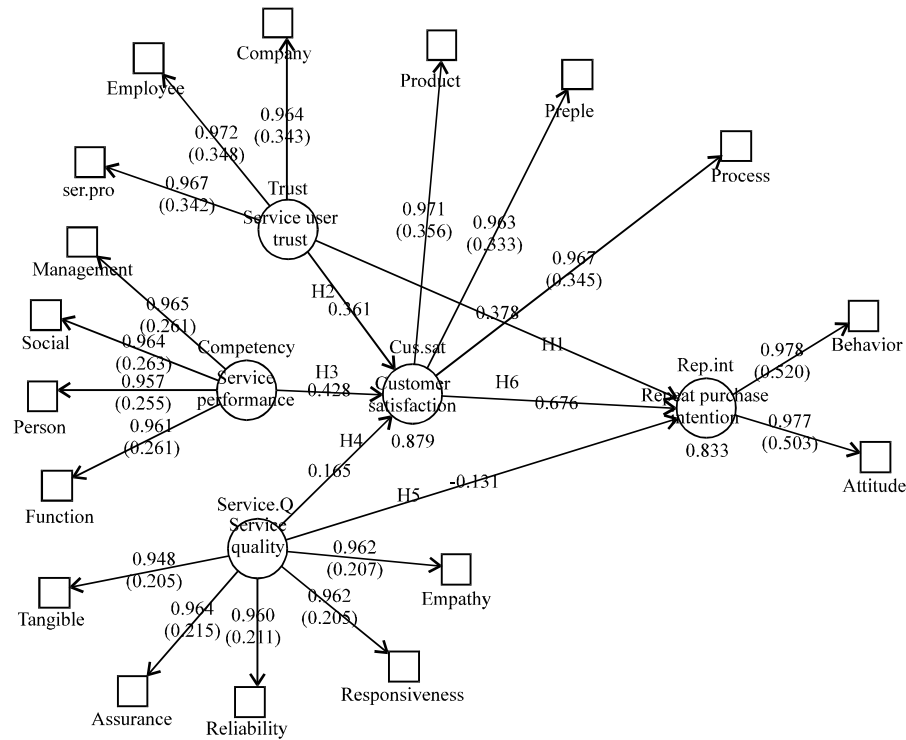 Company
Employee
Product
Preple
0.964
(0.343)
0.972
(0.348)
Process
ser.pro
0.967
(0.342)
Trust
Service user
trust
0.971
(0.356)
0.963
(0.333)
Management
0.967
(0.345)
H2
0.361
0.965
(0.261)
0.378
H1
Social
0.964
(0.263)
Competency
Service
performance
Cus.sat
Customer
satisfaction
0.879
Rep.int
Repeat purchase
intention
0.833
0.978
(0.520)
Behavior
H3
0.428
H6
0.676
0.957
(0.255)
Person
0.961
(0.261)
0.977
(0.503)
Attitude
H4
0.165
H5
-0.131
Function
Service.Q
Service
quality
0.948
(0.205)
Tangible
0.962
(0.207)
Empathy
0.964
(0.215)
0.960
(0.211)
0.962
(0.205)
Responsiveness
Assurance
Reliability